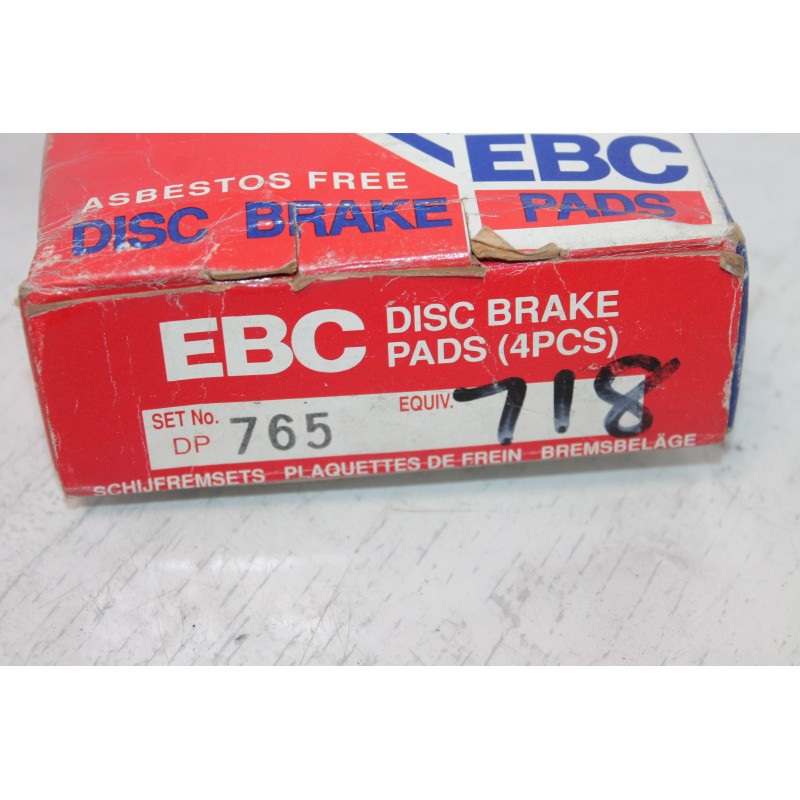 ASBESTOS FREE
DISC BRAKE
EBC
PADS
EBC
DISC BRAKE
PADS (4PCS)
SET No.
DP 765
EQUIV.
718
SCHIJFREMSETS PLAQUETTES DE FREIN BREMSBELÄGE